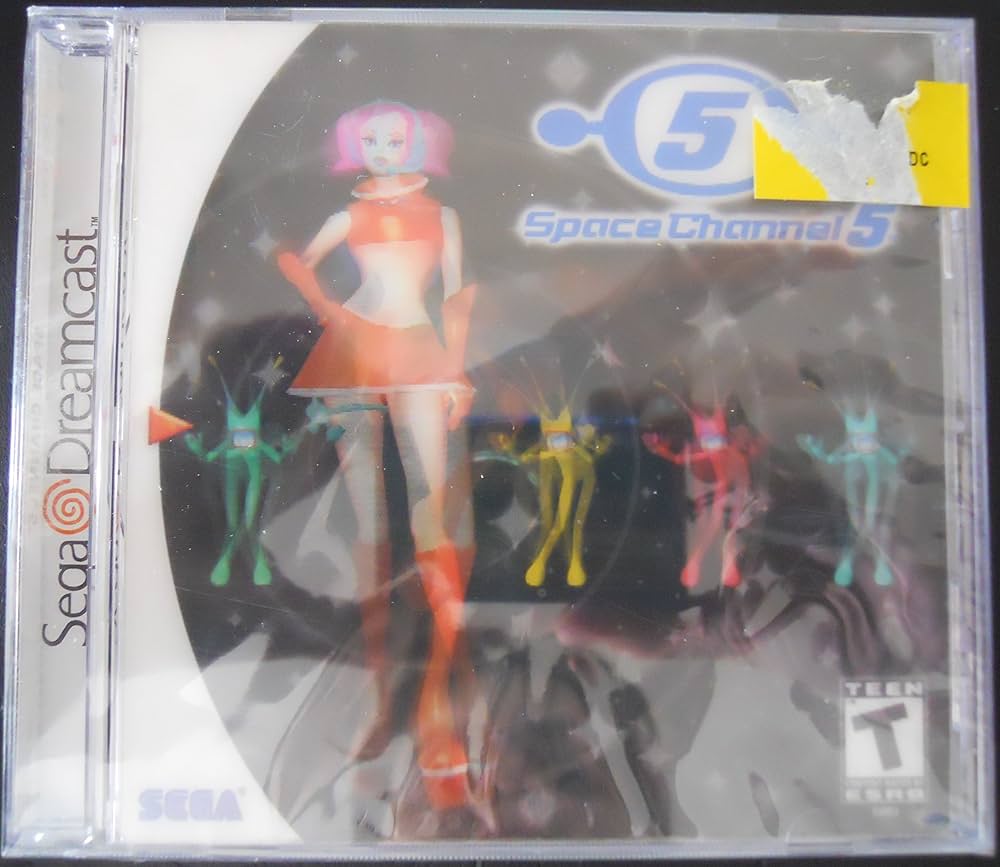 Sega Dreamcast™
5
Space Channel 5
DC
TEEN
T
ESRB
SEGA